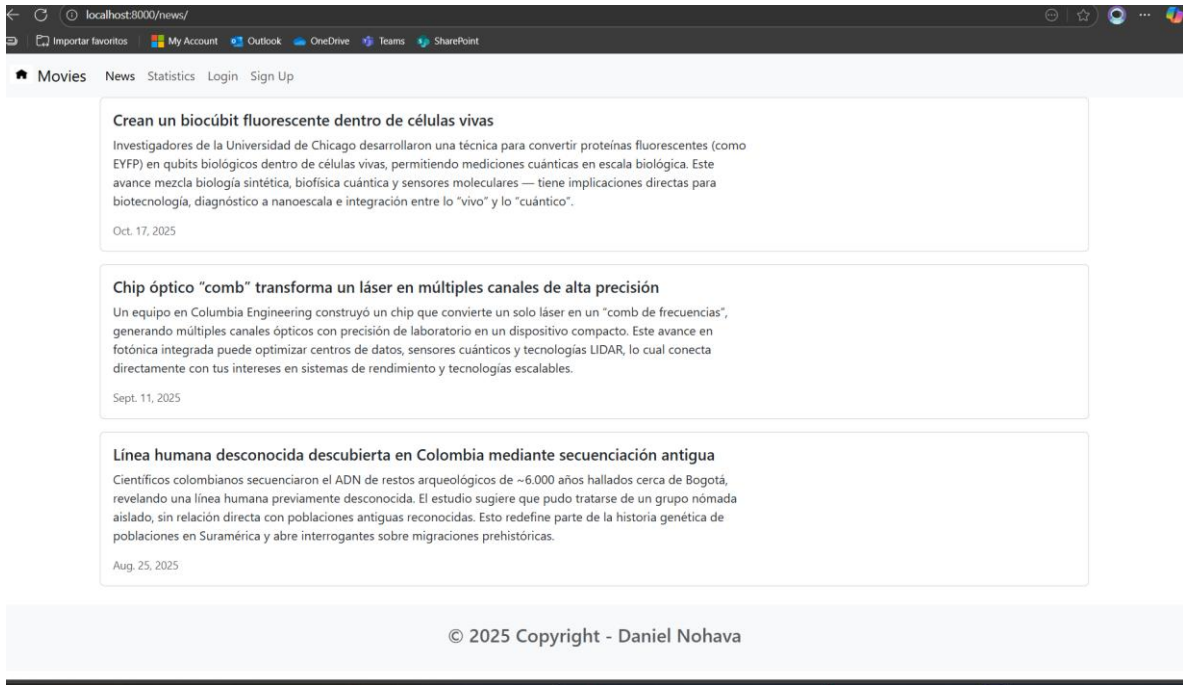 localhost:8000/news/
Importar favoritos My Account Outlook OneDrive Teams SharePoint
Movies News Statistics Login Sign Up
Crean un biocúbit fluorescente dentro de células vivas
Investigadores de la Universidad de Chicago desarrollaron una técnica para convertir proteínas fluorescentes (como
EYFP) en qubits biológicos dentro de células vivas, permitiendo mediciones cuánticas en escala biológica. Este
avance mezcla biología sintética, biofísica cuántica y sensores moleculares — tiene implicaciones directas para
biotecnología, diagnóstico a nanoescala e integración entre lo “vivo” y lo “cuántico”.
Oct. 17, 2025
Chip óptico “comb” transforma un láser en múltiples canales de alta precisión
Un equipo en Columbia Engineering construyó un chip que convierte un solo láser en un “comb de frecuencias”,
generando múltiples canales ópticos con precisión de laboratorio en un dispositivo compacto. Este avance en
fotónica integrada puede optimizar centros de datos, sensores cuánticos y tecnologías LIDAR, lo cual conecta
directamente con tus intereses en sistemas de rendimiento y tecnologías escalables.
Sept. 11, 2025
Línea humana desconocida descubierta en Colombia mediante secuenciación antigua
Científicos colombianos secuenciaron el ADN de restos arqueológicos de ~6.000 años hallados cerca de Bogotá,
revelando una línea humana previamente desconocida. El estudio sugiere que pudo tratarse de un grupo nómada
aislado, sin relación directa con poblaciones antiguas reconocidas. Esto redefine parte de la historia genética de
poblaciones en Suramérica y abre interrogantes sobre migraciones prehistóricas.
Aug. 25, 2025
© 2025 Copyright - Daniel Nohava